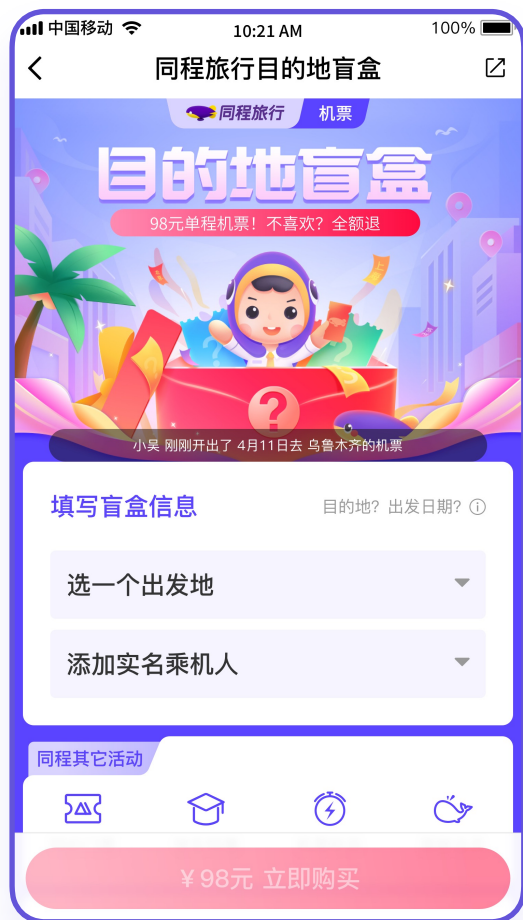 中国移动
10:21 AM
100%
同程旅行目的地盲盒
同程旅行 机票
目的地盲盒
98元单程机票！不喜欢？全额退
?
?
?
小吴 刚刚开出了 4月11日去 乌鲁木齐的机票
填写盲盒信息
目的地？出发日期？
选一个出发地
添加实名乘机人
同程其它活动
￥98元 立即购买